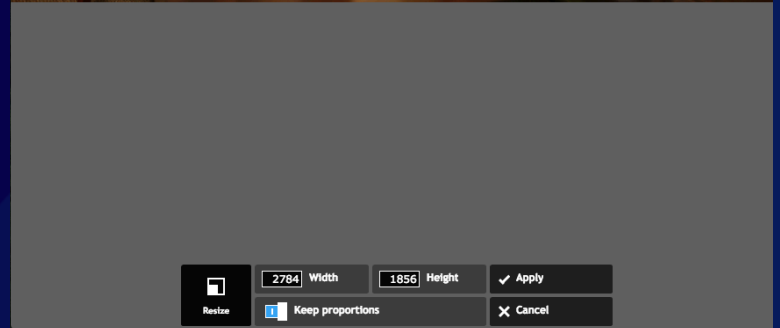 2784 Width
1856 Height
Apply
Resize
Keep proportions
Cancel